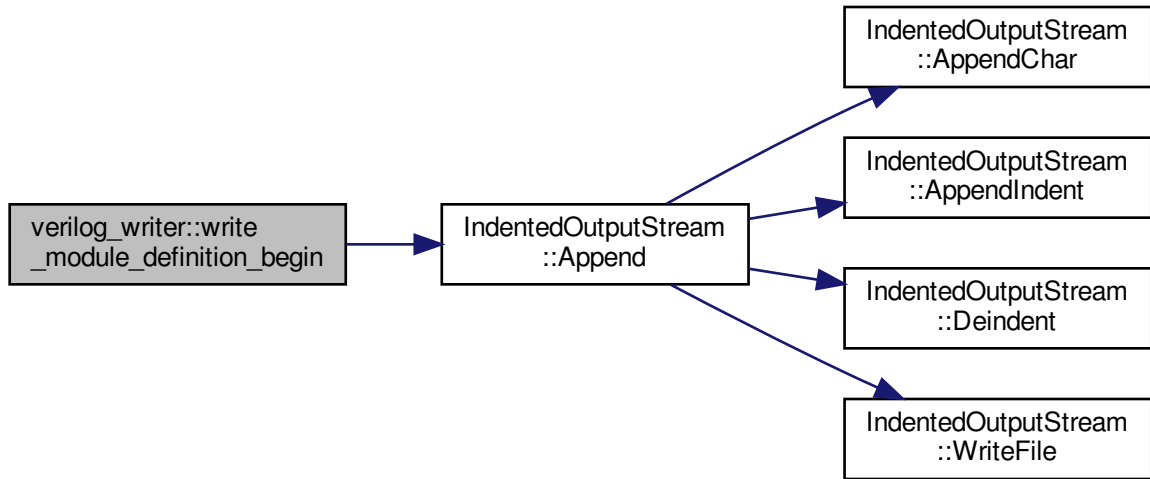 verilog_writer::write
_module_definition_begin
IndentedOutputStream
::Append
IndentedOutputStream
::AppendChar
IndentedOutputStream
::AppendIndent
IndentedOutputStream
::Deindent
IndentedOutputStream
::WriteFile